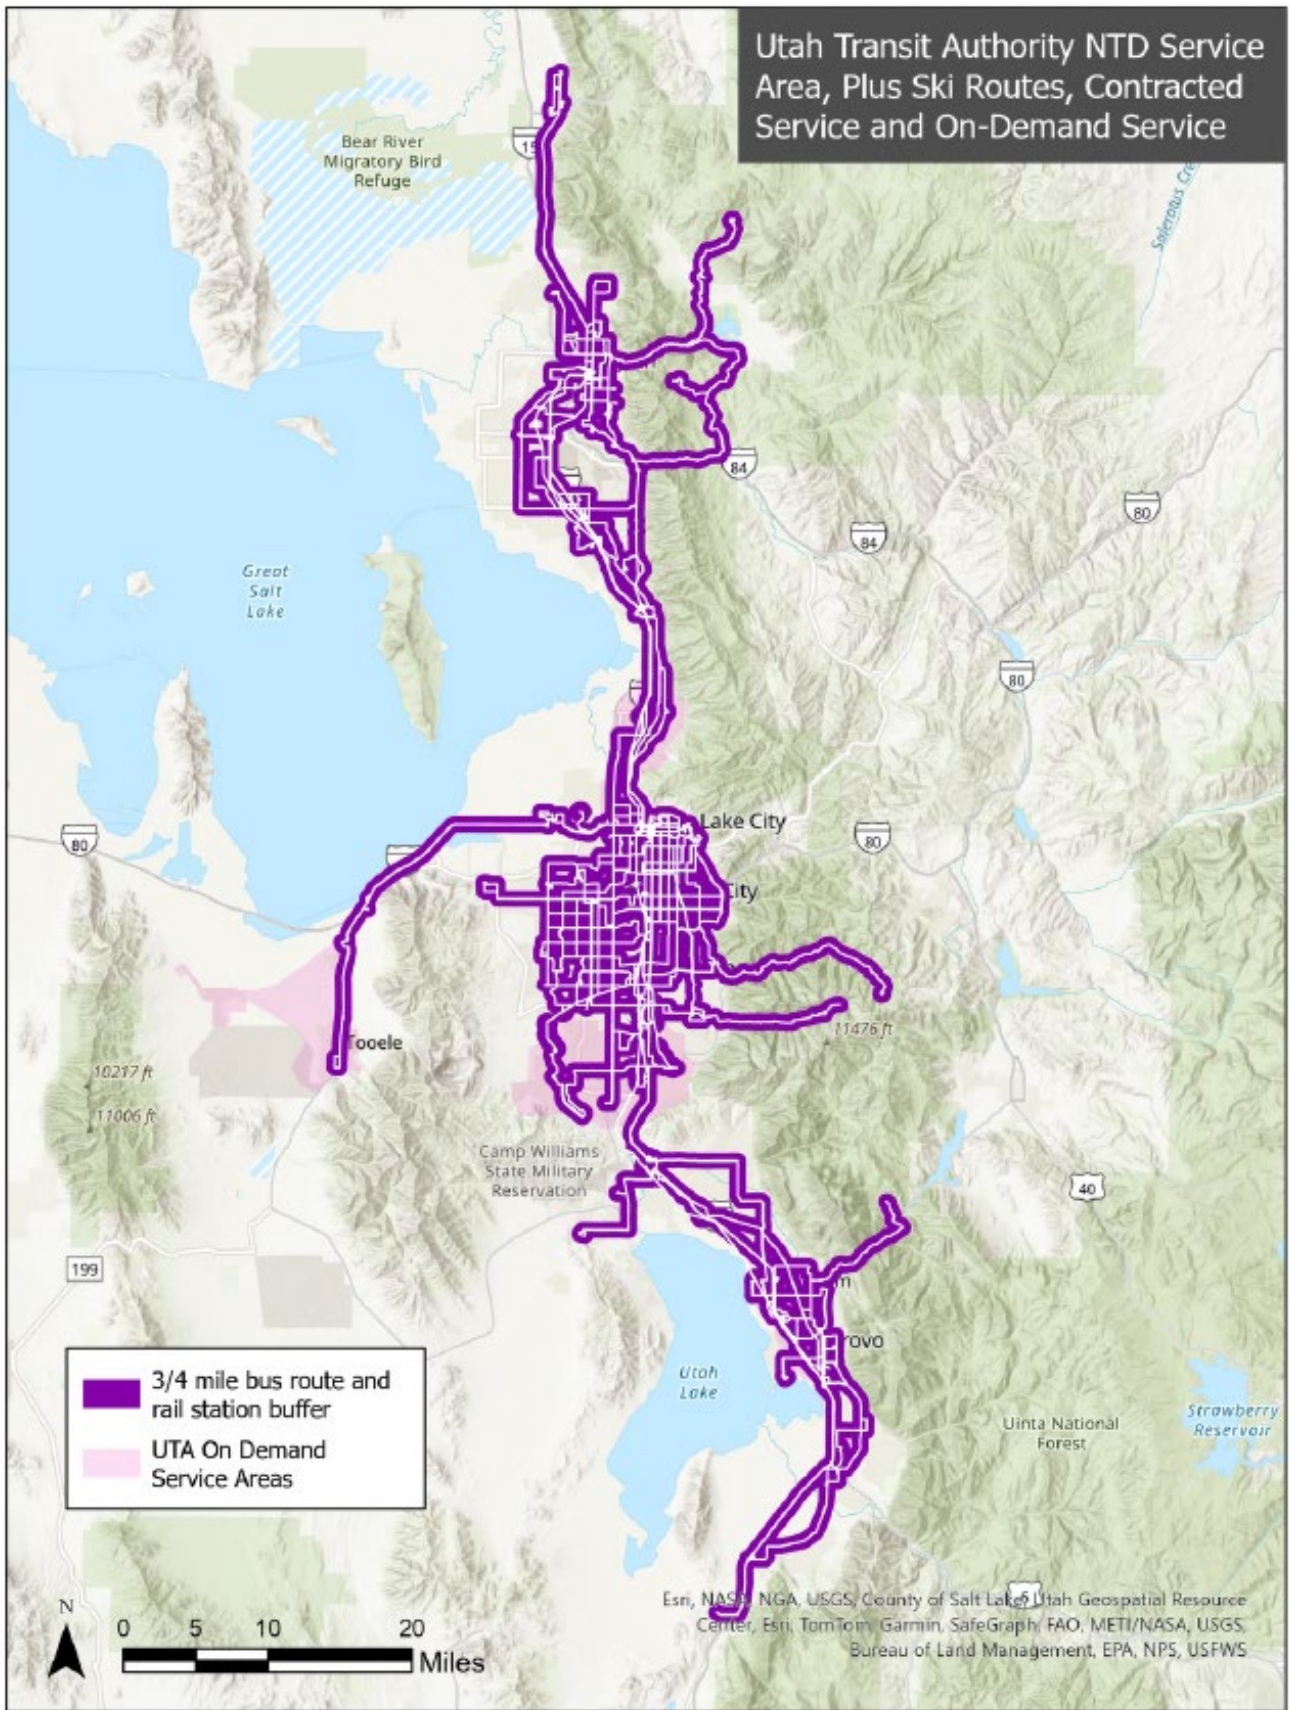 Utah Transit Authority NTD Service
Area, Plus Ski Routes, Contracted
Service and On-Demand Service
Bear River
Migratory Bird
Refuge
15
Saleratus Cre
84
80
84
Great
Salt
Lake
80
Lake City
80
80
City
11476 ft
Tooele
10217 ft
11006 ft
Camp Williams
State Military
Reservation
40
199
m
rovo
Utah
Lake
Uinta National
Forest
Strawberry
Reservoir
3/4 mile bus route and
rail station buffer
UTA On Demand
Service Areas
6
N
0 5 10 20
Miles
Esri, NASA, NGA, USGS, County of Salt Lake, Utah Geospatial Resource
Center, Esri, TomTom, Garmin, SafeGraph, FAO, METI/NASA, USGS,
Bureau of Land Management, EPA, NPS, USFWS